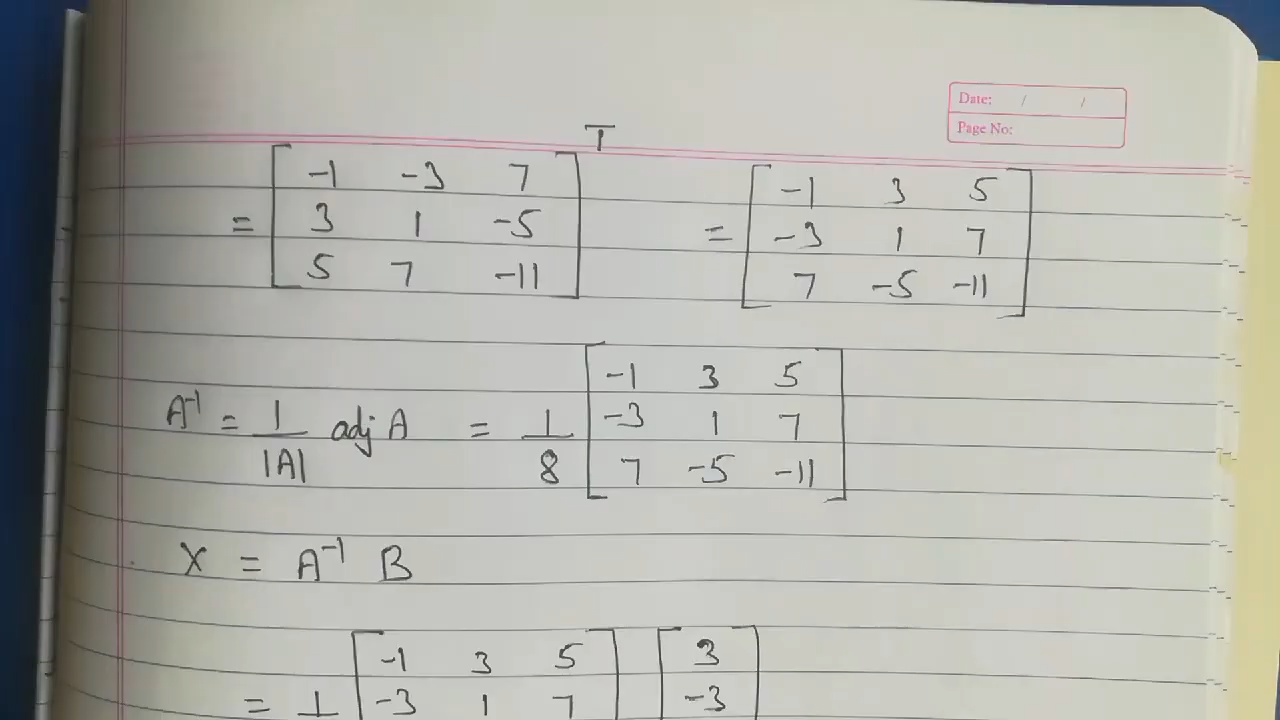 Date: / /
Page No:
T
-1 -3 7 -1 3 5
= 3 1 -5 = -3 1 7
5 7 -11 7 -5 -11
-1 3 5
A⁻¹ = 1/|A| adj A = 1/8 -3 1 7
7 -5 -11
X = A⁻¹ B
-1 3 5 3
= 1 -3 1 7 -3